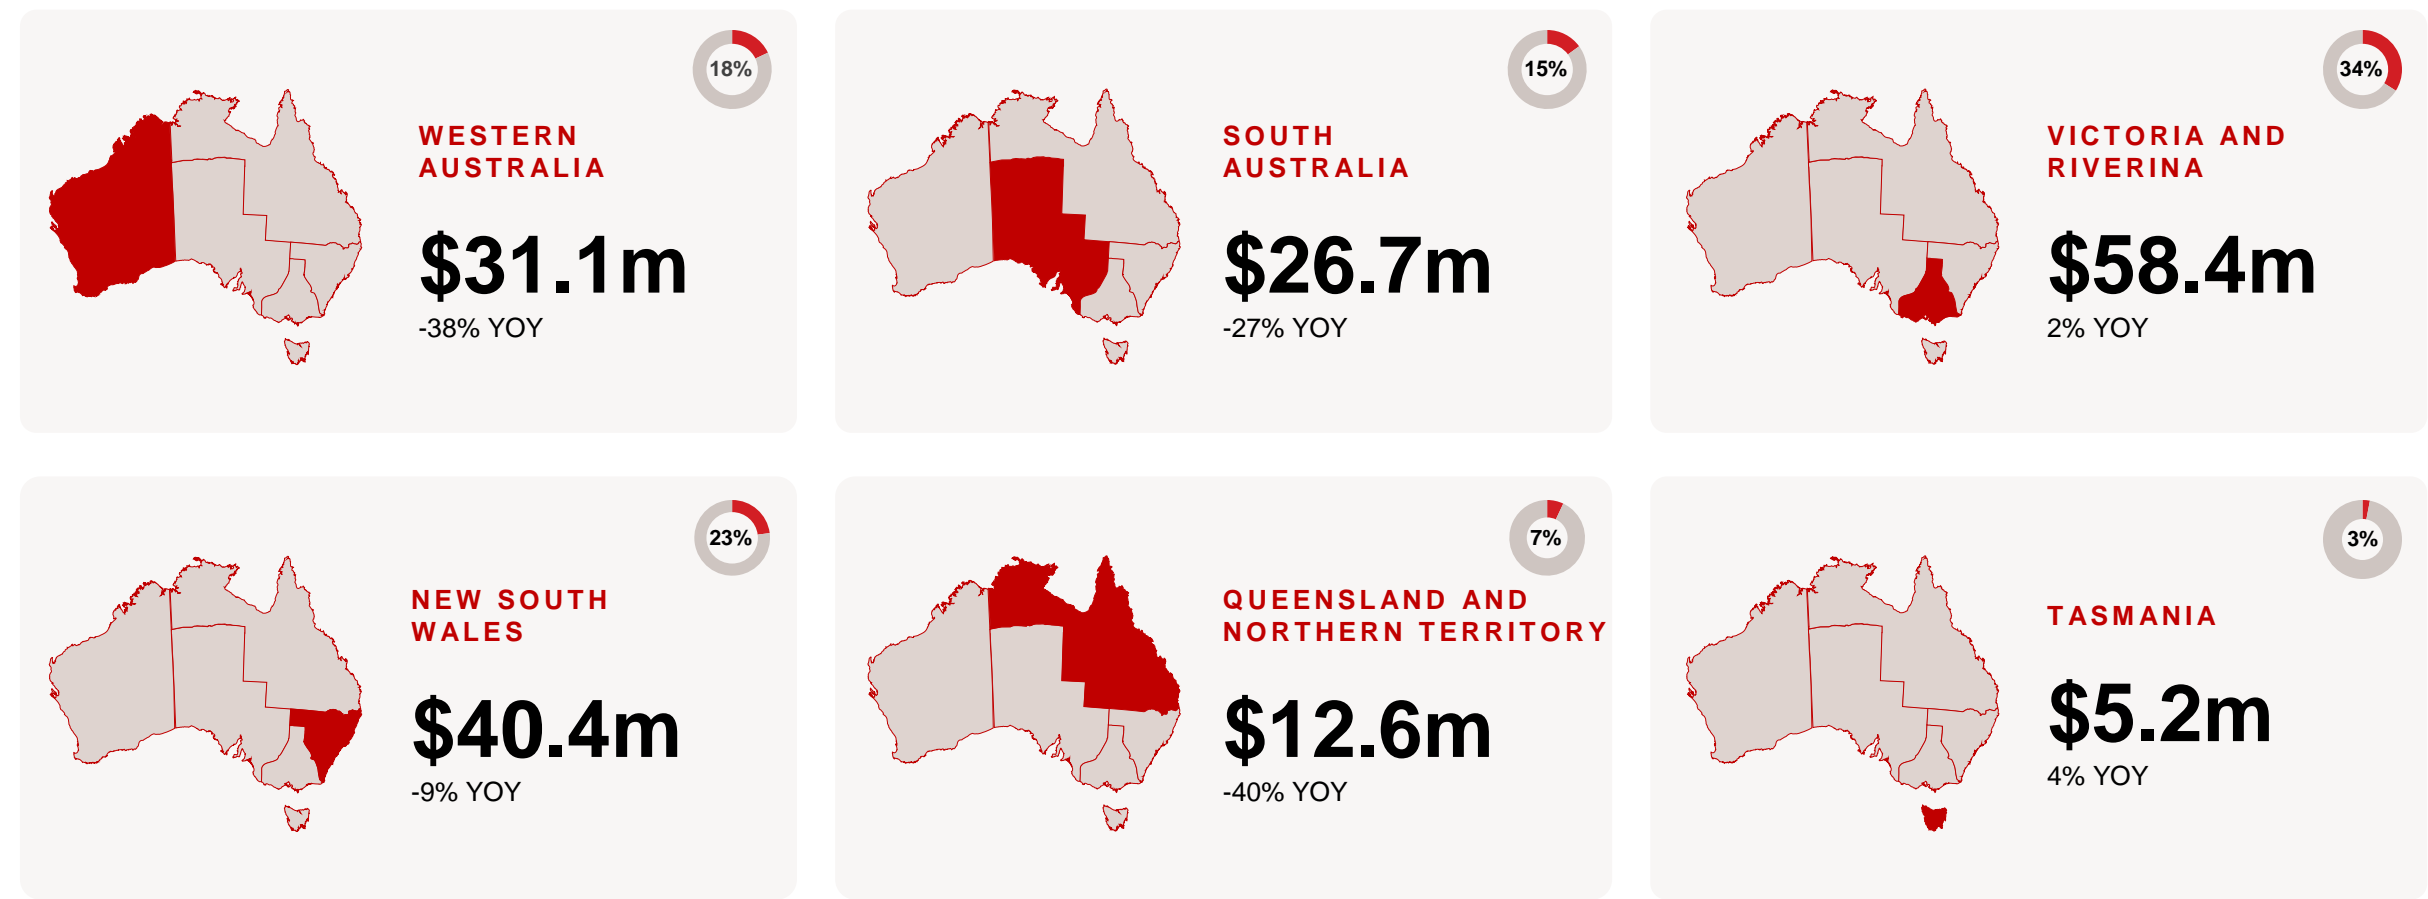 18%
WESTERN
AUSTRALIA
$31.1m
-38% YOY
15%
SOUTH
AUSTRALIA
$26.7m
-27% YOY
34%
VICTORIA AND
RIVERINA
$58.4m
2% YOY
23%
NEW SOUTH
WALES
$40.4m
-9% YOY
7%
QUEENSLAND AND
NORTHERN TERRITORY
$12.6m
-40% YOY
3%
TASMANIA
$5.2m
4% YOY